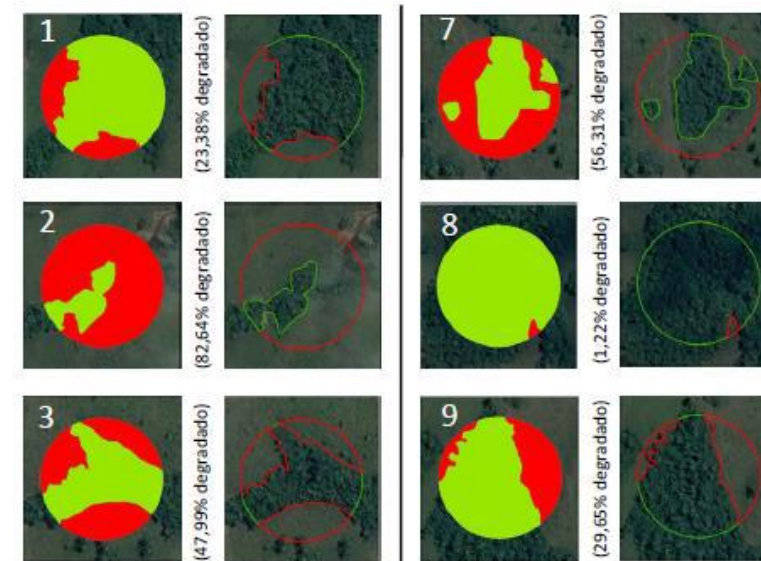 1
(23,38% degradado)
2
(82,64% degradado)
3
(47,99% degradado)
7
(56,31% degradado)
8
(1,22% degradado)
9
(29,65% degradado)